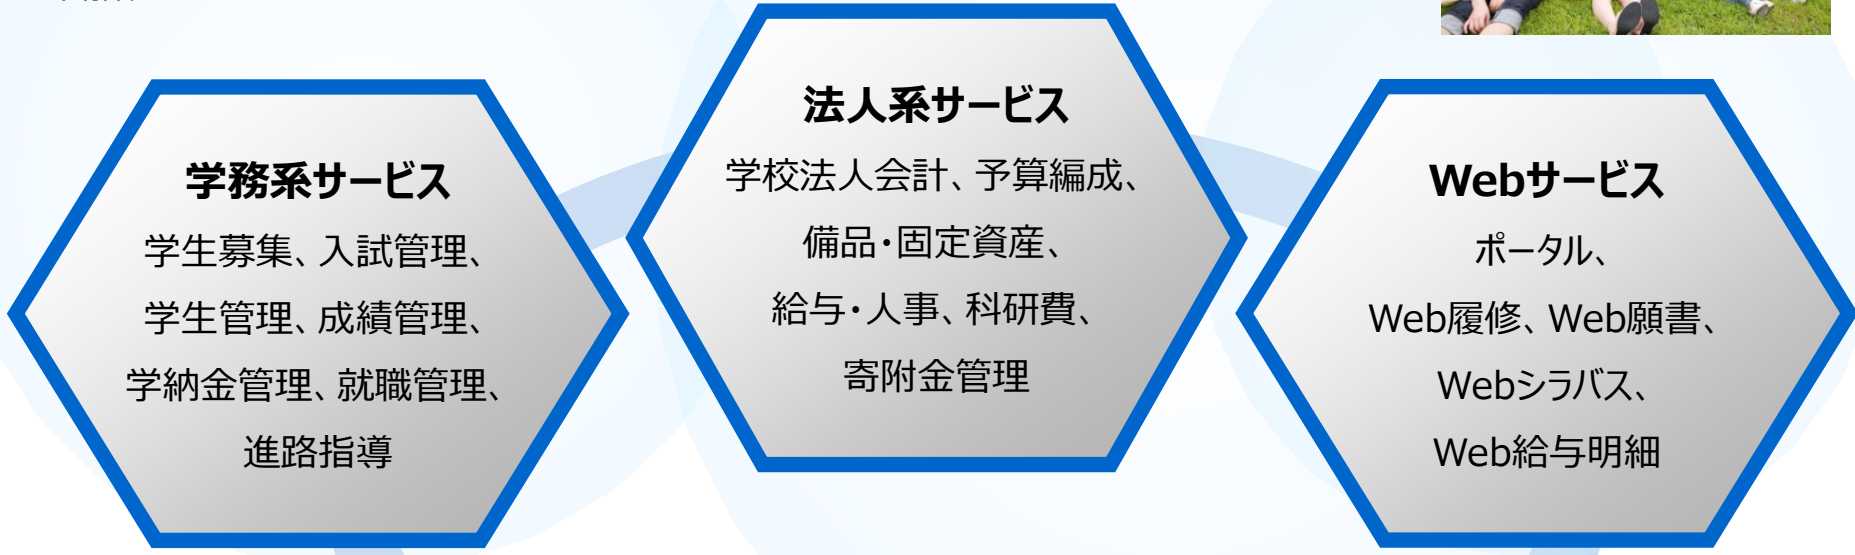 学務系サービス
学生募集、入試管理、
学生管理、成績管理、
学納金管理、就職管理、
進路指導
法人系サービス
学校法人会計、予算編成、
備品・固定資産、
給与・人事、科研費、
寄附金管理
Webサービス
ポータル、
Web履修、Web願書、
Webシラバス、
Web給与明細